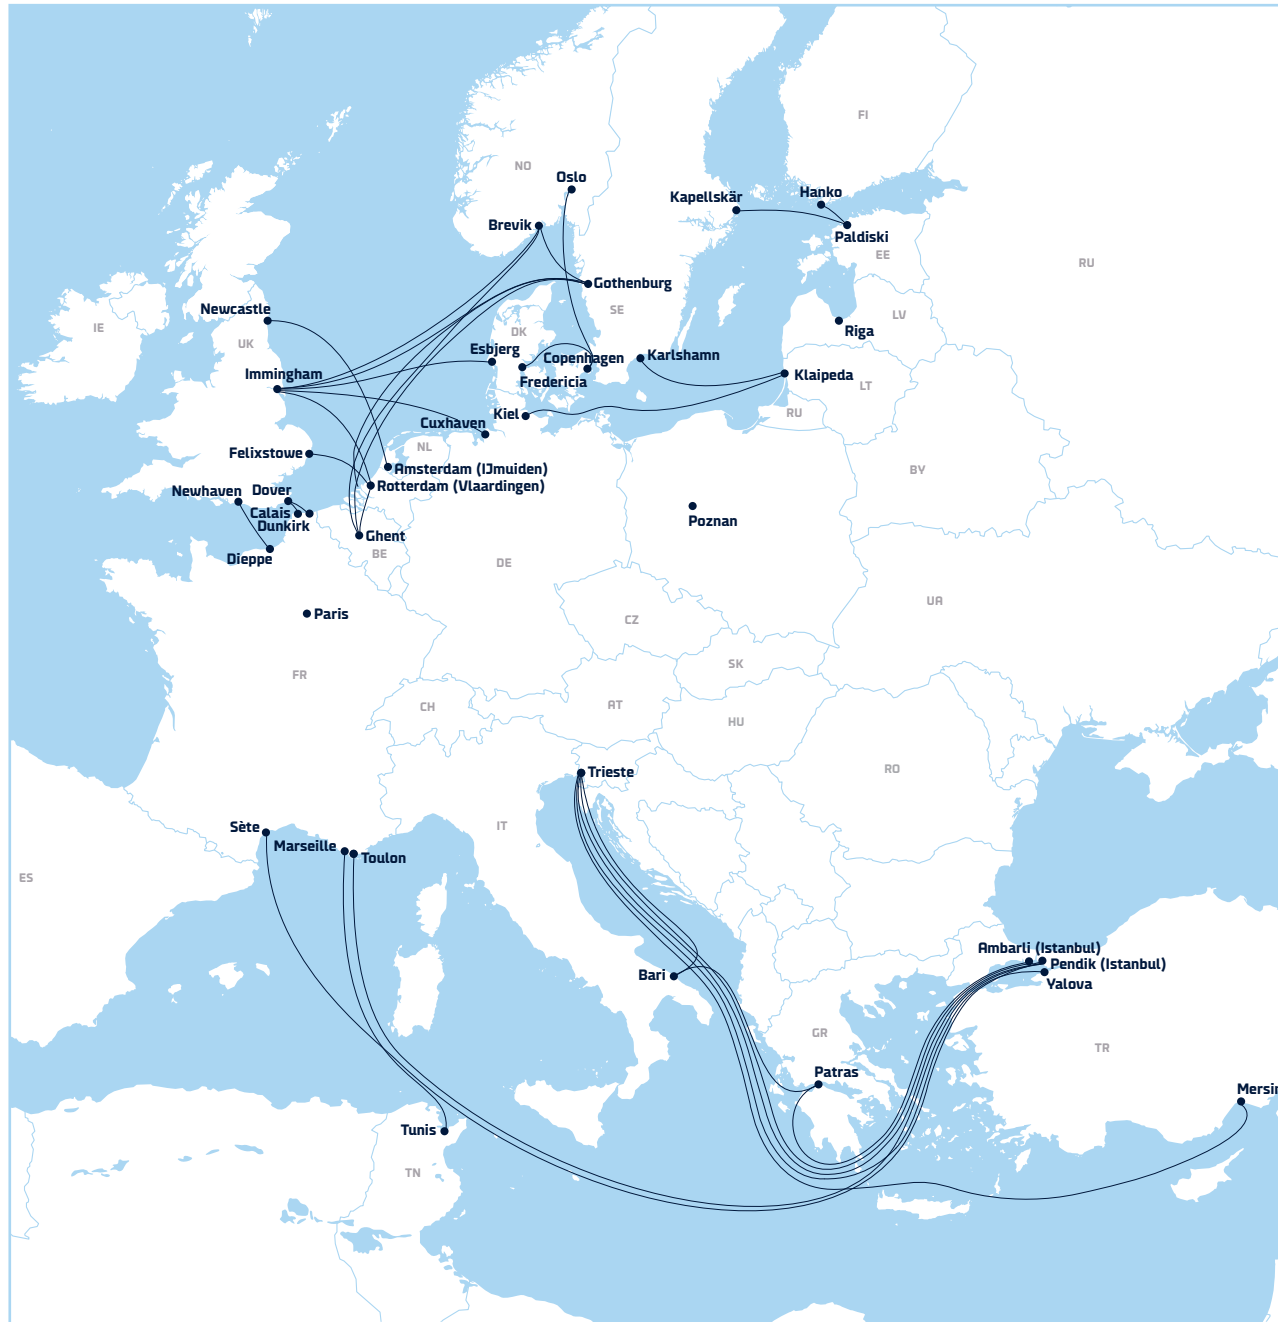 FI
NO
Oslo
Kapellskär
Hanko
Brevik
Paldiski
EE
RU
Gothenburg
Newcastle
SE
LV
IE
DK
Riga
UK
Esbjerg
Copenhagen
Karlshamn
Immingham
Fredericia
Klaipeda
LT
Kiel
RU
Cuxhaven
NL
Felixstowe
Amsterdam (IJmuiden)
BY
Rotterdam (Vlaardingen)
Newhaven
Dover
Calais
Dunkirk
Poznan
Ghent
Dieppe
BE
DE
UA
Paris
CZ
SK
FR
CH
AT
HU
Trieste
RO
Sète
IT
Marseille
Toulon
ES
Ambarli (Istanbul)
Pendik (Istanbul)
Bari
Yalova
GR
TR
Patras
Mersin
Tunis
TN